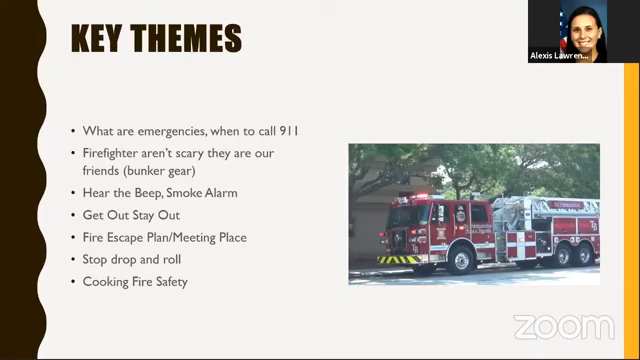 KEY THEMES
Alexis Lawren...
• What are emergencies, when to call 911
• Firefighter aren't scary they are our
friends (bunker gear)
• Hear the Beep, Smoke Alarm
• Get Out Stay Out
• Fire Escape Plan/Meeting Place
• Stop drop and roll
• Cooking Fire Safety
zoom